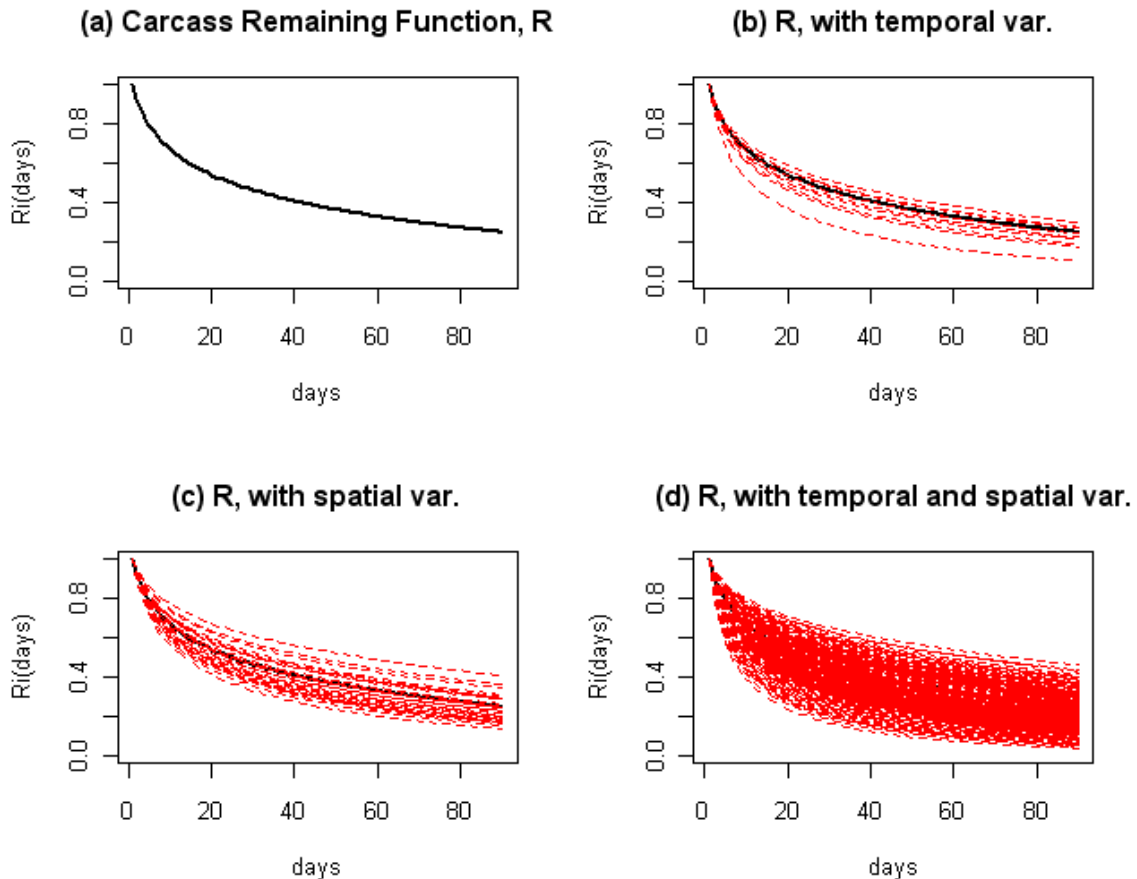 (a) Carcass Remaining Function, R
Ri(days)
0.0 0.4 0.8
0 20 40 60 80
days
(b) R, with temporal var.
Ri(days)
0.0 0.4 0.8
0 20 40 60 80
days
(c) R, with spatial var.
Ri(days)
0.0 0.4 0.8
0 20 40 60 80
days
(d) R, with temporal and spatial var.
Ri(days)
0.0 0.4 0.8
0 20 40 60 80
days